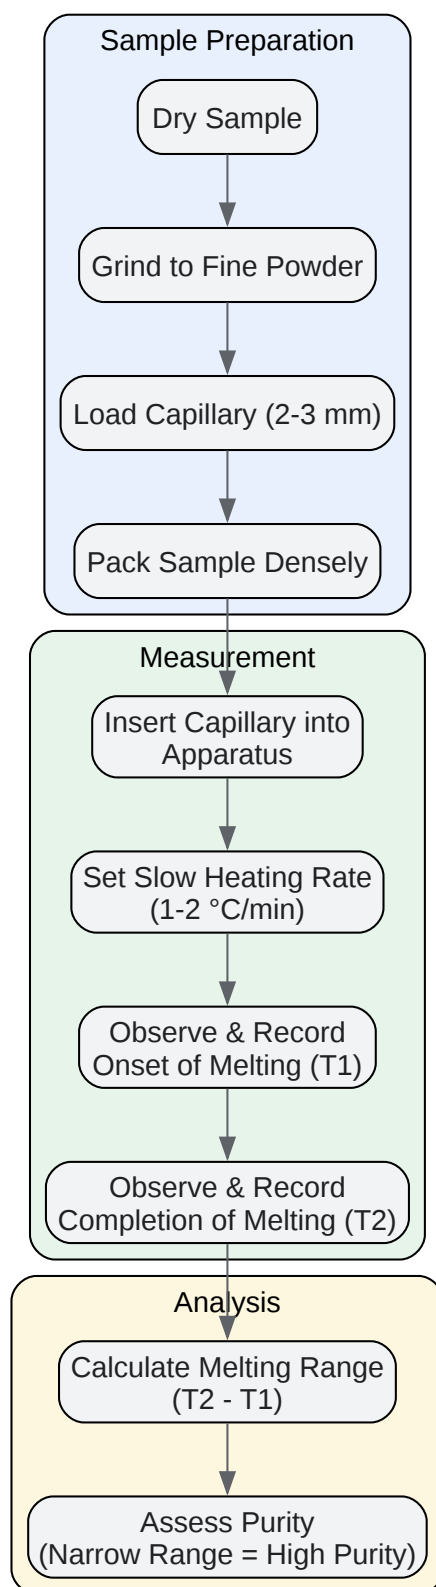 Sample Preparation
Dry Sample
Grind to Fine Powder
Load Capillary (2-3 mm)
Pack Sample Densely
Measurement
Insert Capillary into
Apparatus
Set Slow Heating Rate
(1-2 °C/min)
Observe & Record
Onset of Melting (T1)
Observe & Record
Completion of Melting (T2)
Analysis
Calculate Melting Range
(T2 - T1)
Assess Purity
(Narrow Range = High Purity)